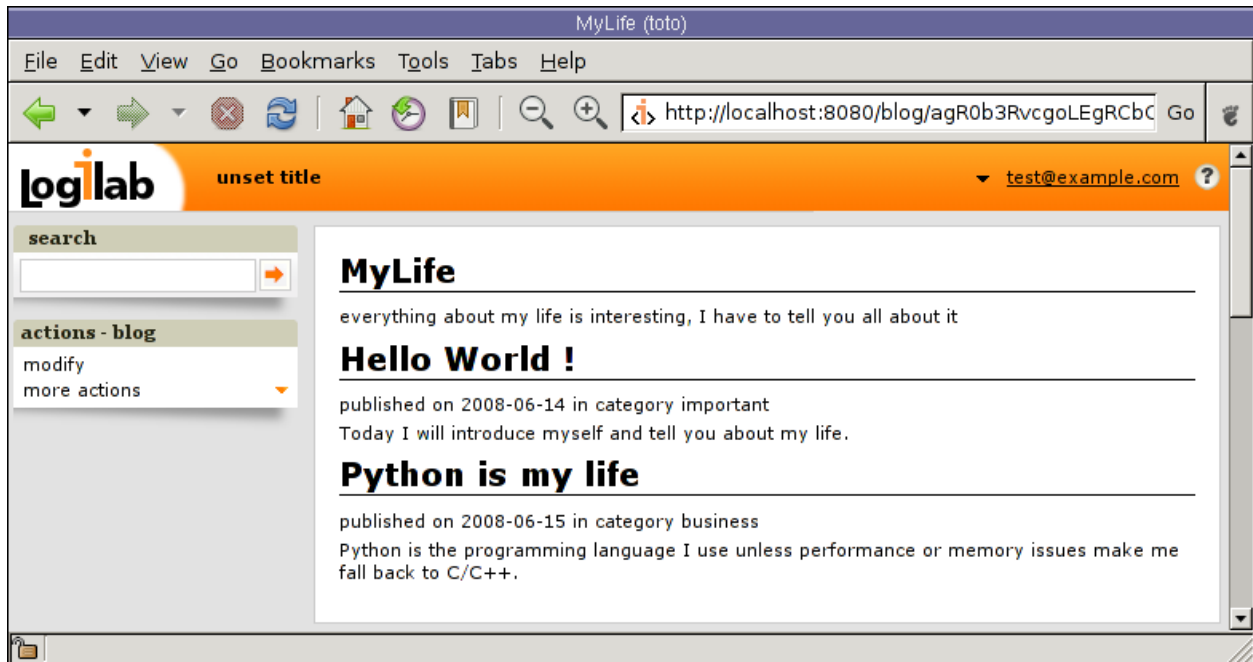 MyLife (toto)
File Edit View Go Bookmarks Tools Tabs Help
http://localhost:8080/blog/agR0b3RvcgoLEgRCbC Go
Logilab
unset title
test@example.com ?
search
actions - blog
modify
more actions
MyLife
everything about my life is interesting, I have to tell you all about it
Hello World !
published on 2008-06-14 in category important
Today I will introduce myself and tell you about my life.
Python is my life
published on 2008-06-15 in category business
Python is the programming language I use unless performance or memory issues make me
fall back to C/C++.